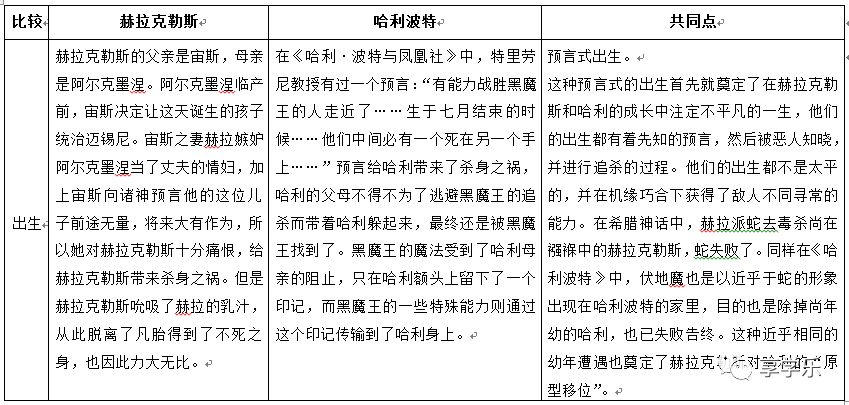 比较
赫拉克勒斯
哈利波特
共同点
出生
赫拉克勒斯的父亲是宙斯，母亲
是阿尔克墨涅。阿尔克墨涅临产
前，宙斯决定让这天诞生的孩子
统治迈锡尼。宙斯之妻赫拉嫉妒
阿尔克墨涅当了丈夫的情妇，加
上宙斯向诸神预言他的这位儿
子前途无量，将来大有作为，所
以她对赫拉克勒斯十分痛恨，给
赫拉克勒斯带来杀身之祸。但是
赫拉克勒斯吮吸了赫拉的乳汁，
从此脱离了凡胎得到了不死之
身，也因此力大无比。
在《哈利·波特与凤凰社》中，特里劳
尼教授有过一个预言：“有能力战胜黑魔
王的人走近了……生于七月结束的时
候……他们中间必有一个死在另一个手
上……”预言给哈利带来了杀身之祸，
哈利的父母不得不为了逃避黑魔王的追
杀而带着哈利躲起来，最终还是被黑魔
王找到了。黑魔王的魔法受到了哈利母
亲的阻止，只在哈利额头上留下了一个
印记，而黑魔王的一些特殊能力则通过
这个印记传输到了哈利身上。
预言式出生。
这种预言式的出生首先就奠定了在赫拉克勒
斯和哈利的成长中注定不平凡的一生，他们
的出生都有着先知的预言，然后被恶人知晓，
并进行追杀的过程。他们的出生都不是太平
的，并在机缘巧合下获得了敌人不同寻常的
能力。在希腊神话中，赫拉派蛇去毒杀尚在
襁褓中的赫拉克勒斯，蛇失败了。同样在《哈
利波特》中，伏地魔也是以近乎于蛇的形象
出现在哈利波特的家里，目的也是除掉尚年
幼的哈利，也已失败告终。这种近乎相同的
幼年遭遇也奠定了赫拉克 对哈利的“原
型移位”。
享学乐